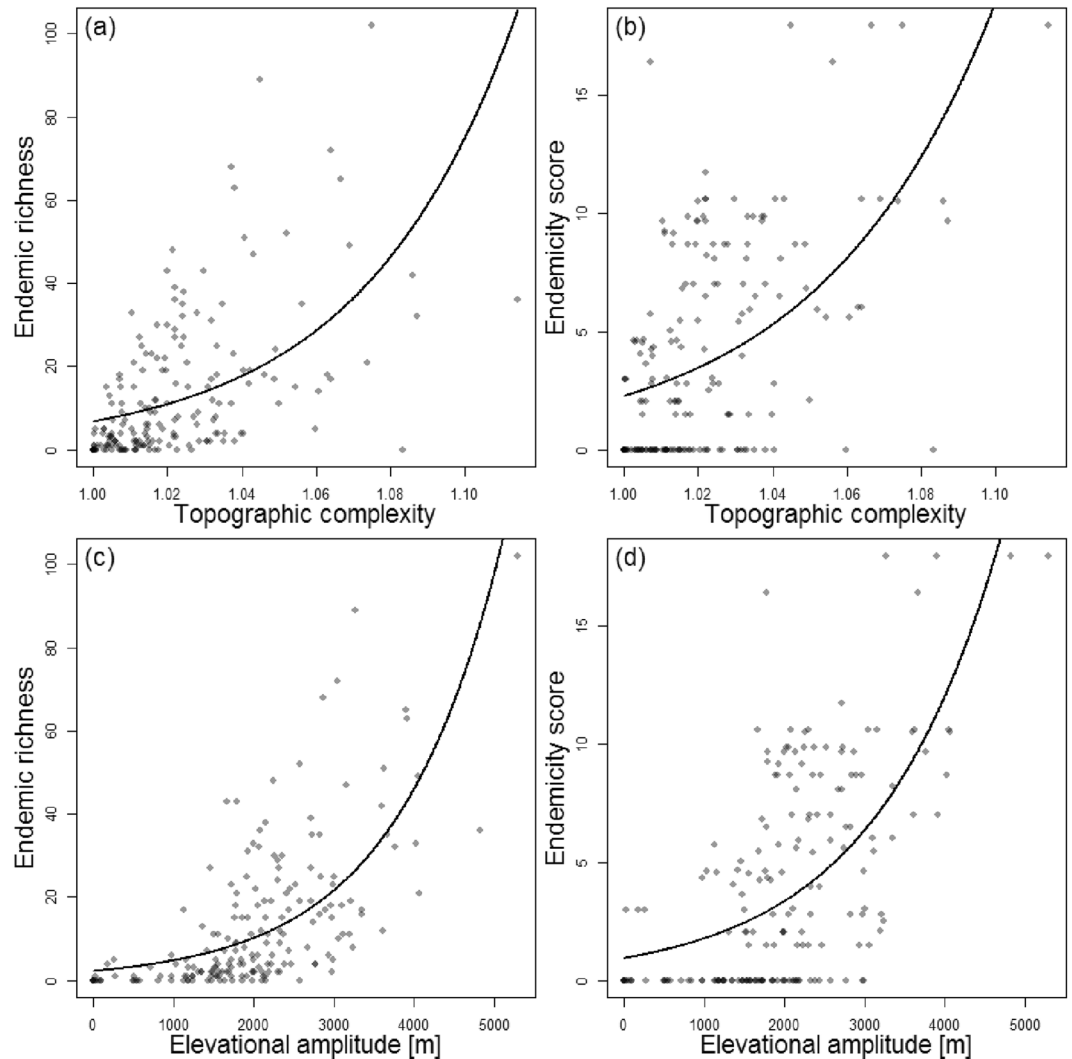 (a)
Endemic richness
0 20 40 60 80 100
1.00 1.02 1.04 1.06 1.08 1.10
Topographic complexity
(b)
Endemicity score
0 5 10 15
1.00 1.02 1.04 1.06 1.08 1.10
Topographic complexity
(c)
Endemic richness
0 20 40 60 80 100
0 1000 2000 3000 4000 5000
Elevational amplitude [m]
(d)
Endemicity score
0 5 10 15
0 1000 2000 3000 4000 5000
Elevational amplitude [m]